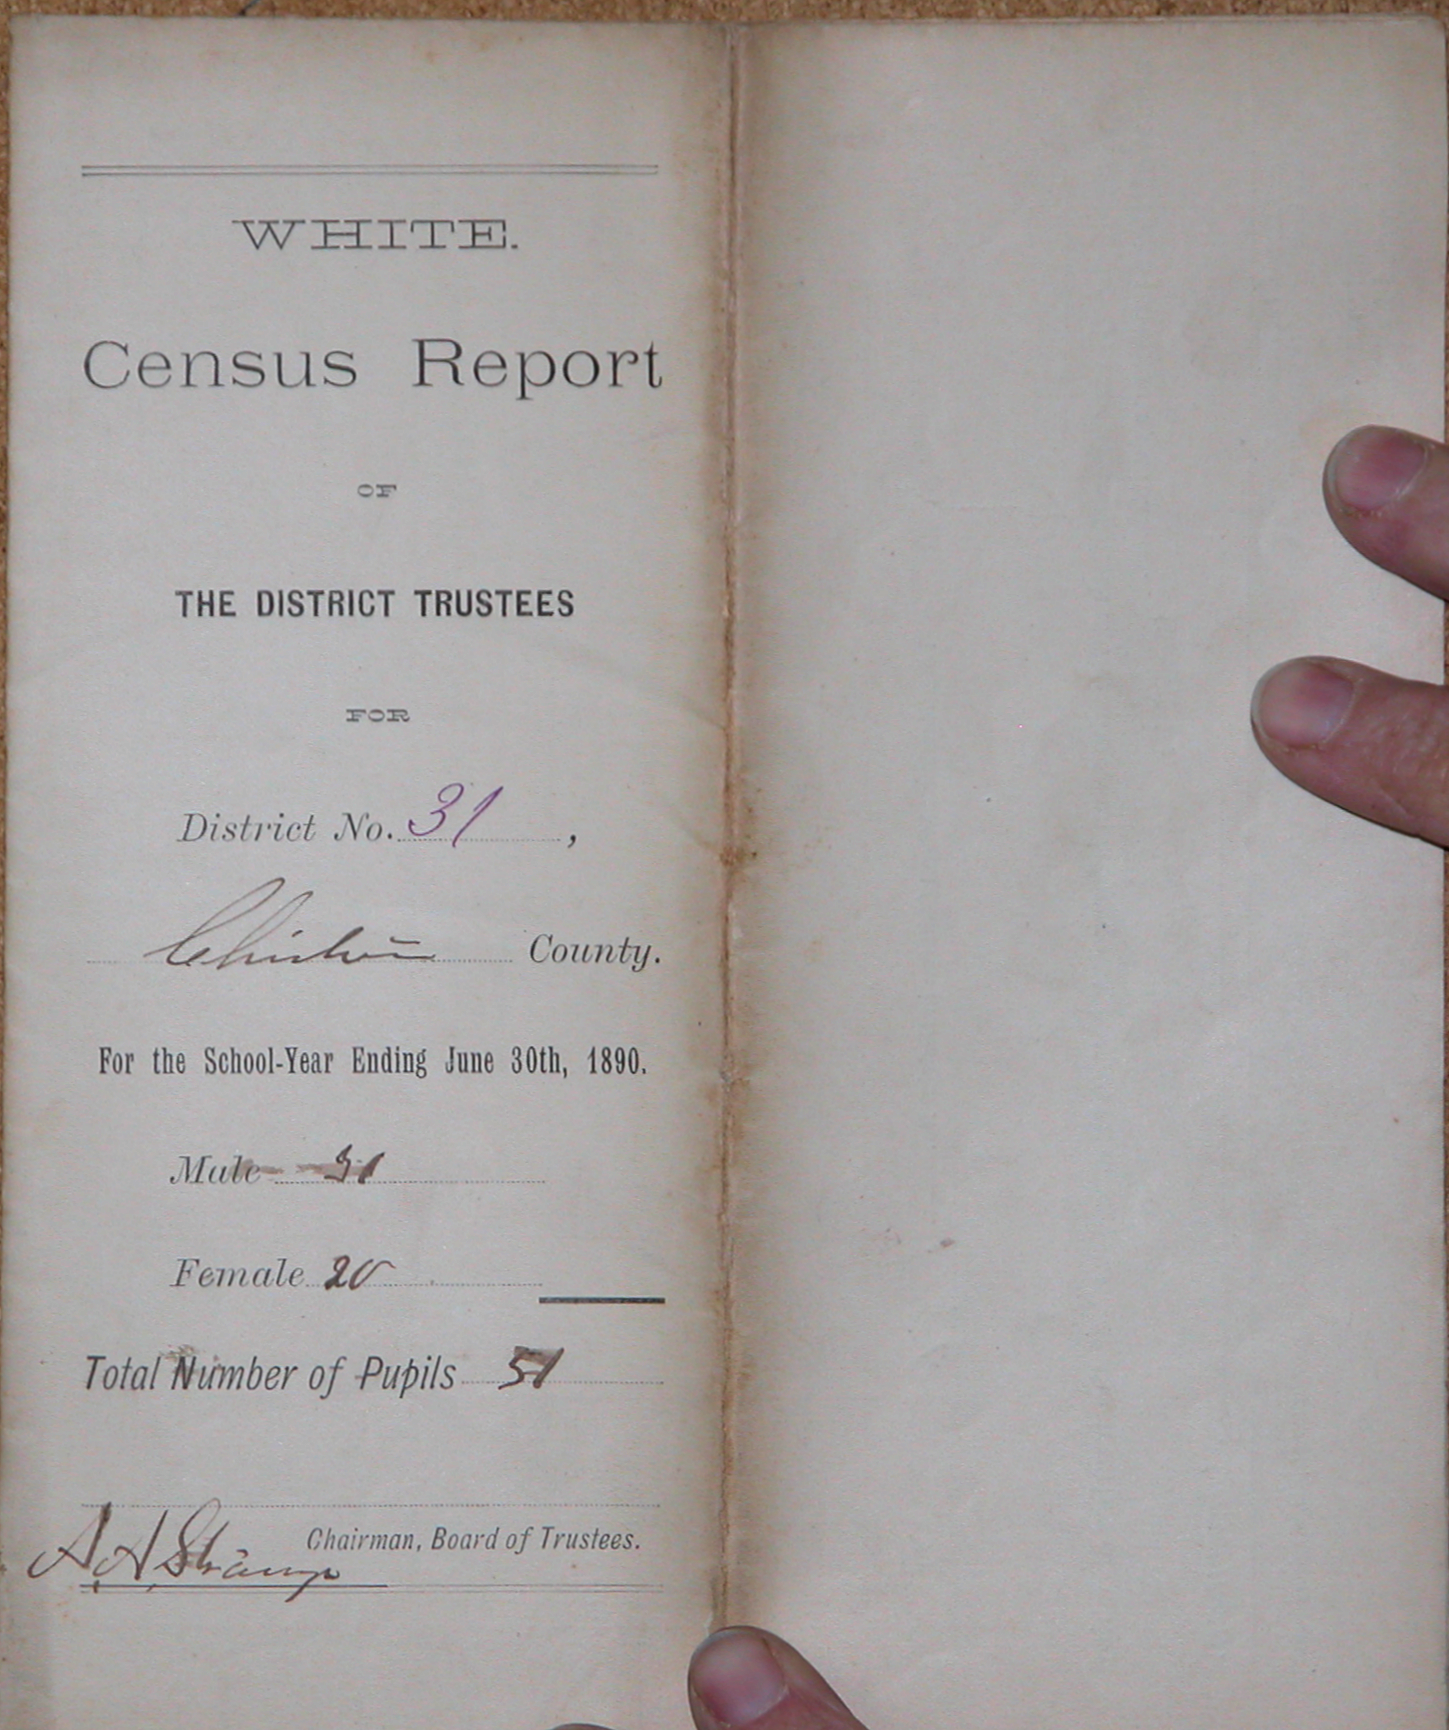 WHITE.
Census Report
OF
THE DISTRICT TRUSTEES
FOR
District No. 31,
Clinton County.
For the School-Year Ending June 30th, 1890.
Male 31
Female 20
Total Number of Pupils 51
Chairman, Board of Trustees.
A. A.